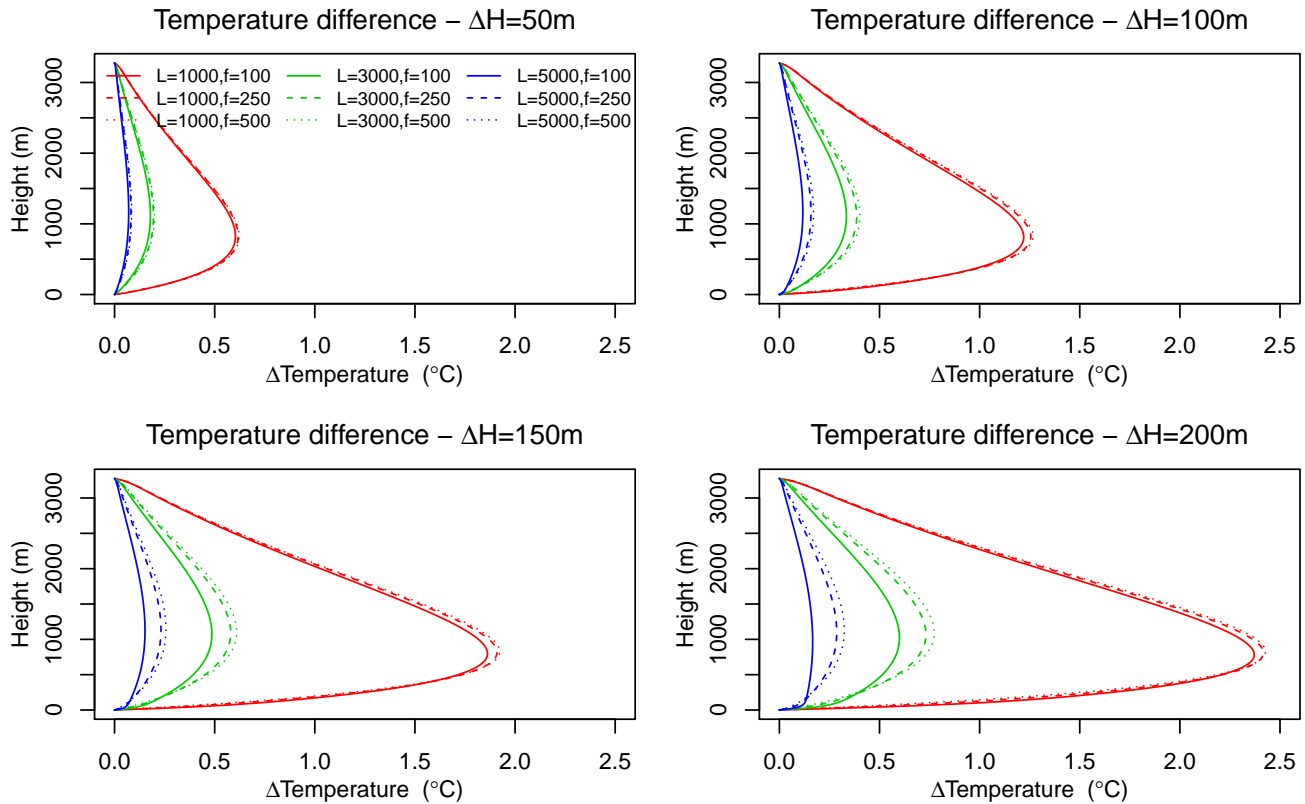 Temperature difference − ΔH=50m
L=1000,f=100 L=3000,f=100 L=5000,f=100
L=1000,f=250 L=3000,f=250 L=5000,f=250
L=1000,f=500 L=3000,f=500 L=5000,f=500
Height (m)
0 1000 2000 3000
0.0 0.5 1.0 1.5 2.0 2.5
ΔTemperature (°C)
Temperature difference − ΔH=100m
Height (m)
0 1000 2000 3000
0.0 0.5 1.0 1.5 2.0 2.5
ΔTemperature (°C)
Temperature difference − ΔH=150m
Height (m)
0 1000 2000 3000
0.0 0.5 1.0 1.5 2.0 2.5
ΔTemperature (°C)
Temperature difference − ΔH=200m
Height (m)
0 1000 2000 3000
0.0 0.5 1.0 1.5 2.0 2.5
ΔTemperature (°C)